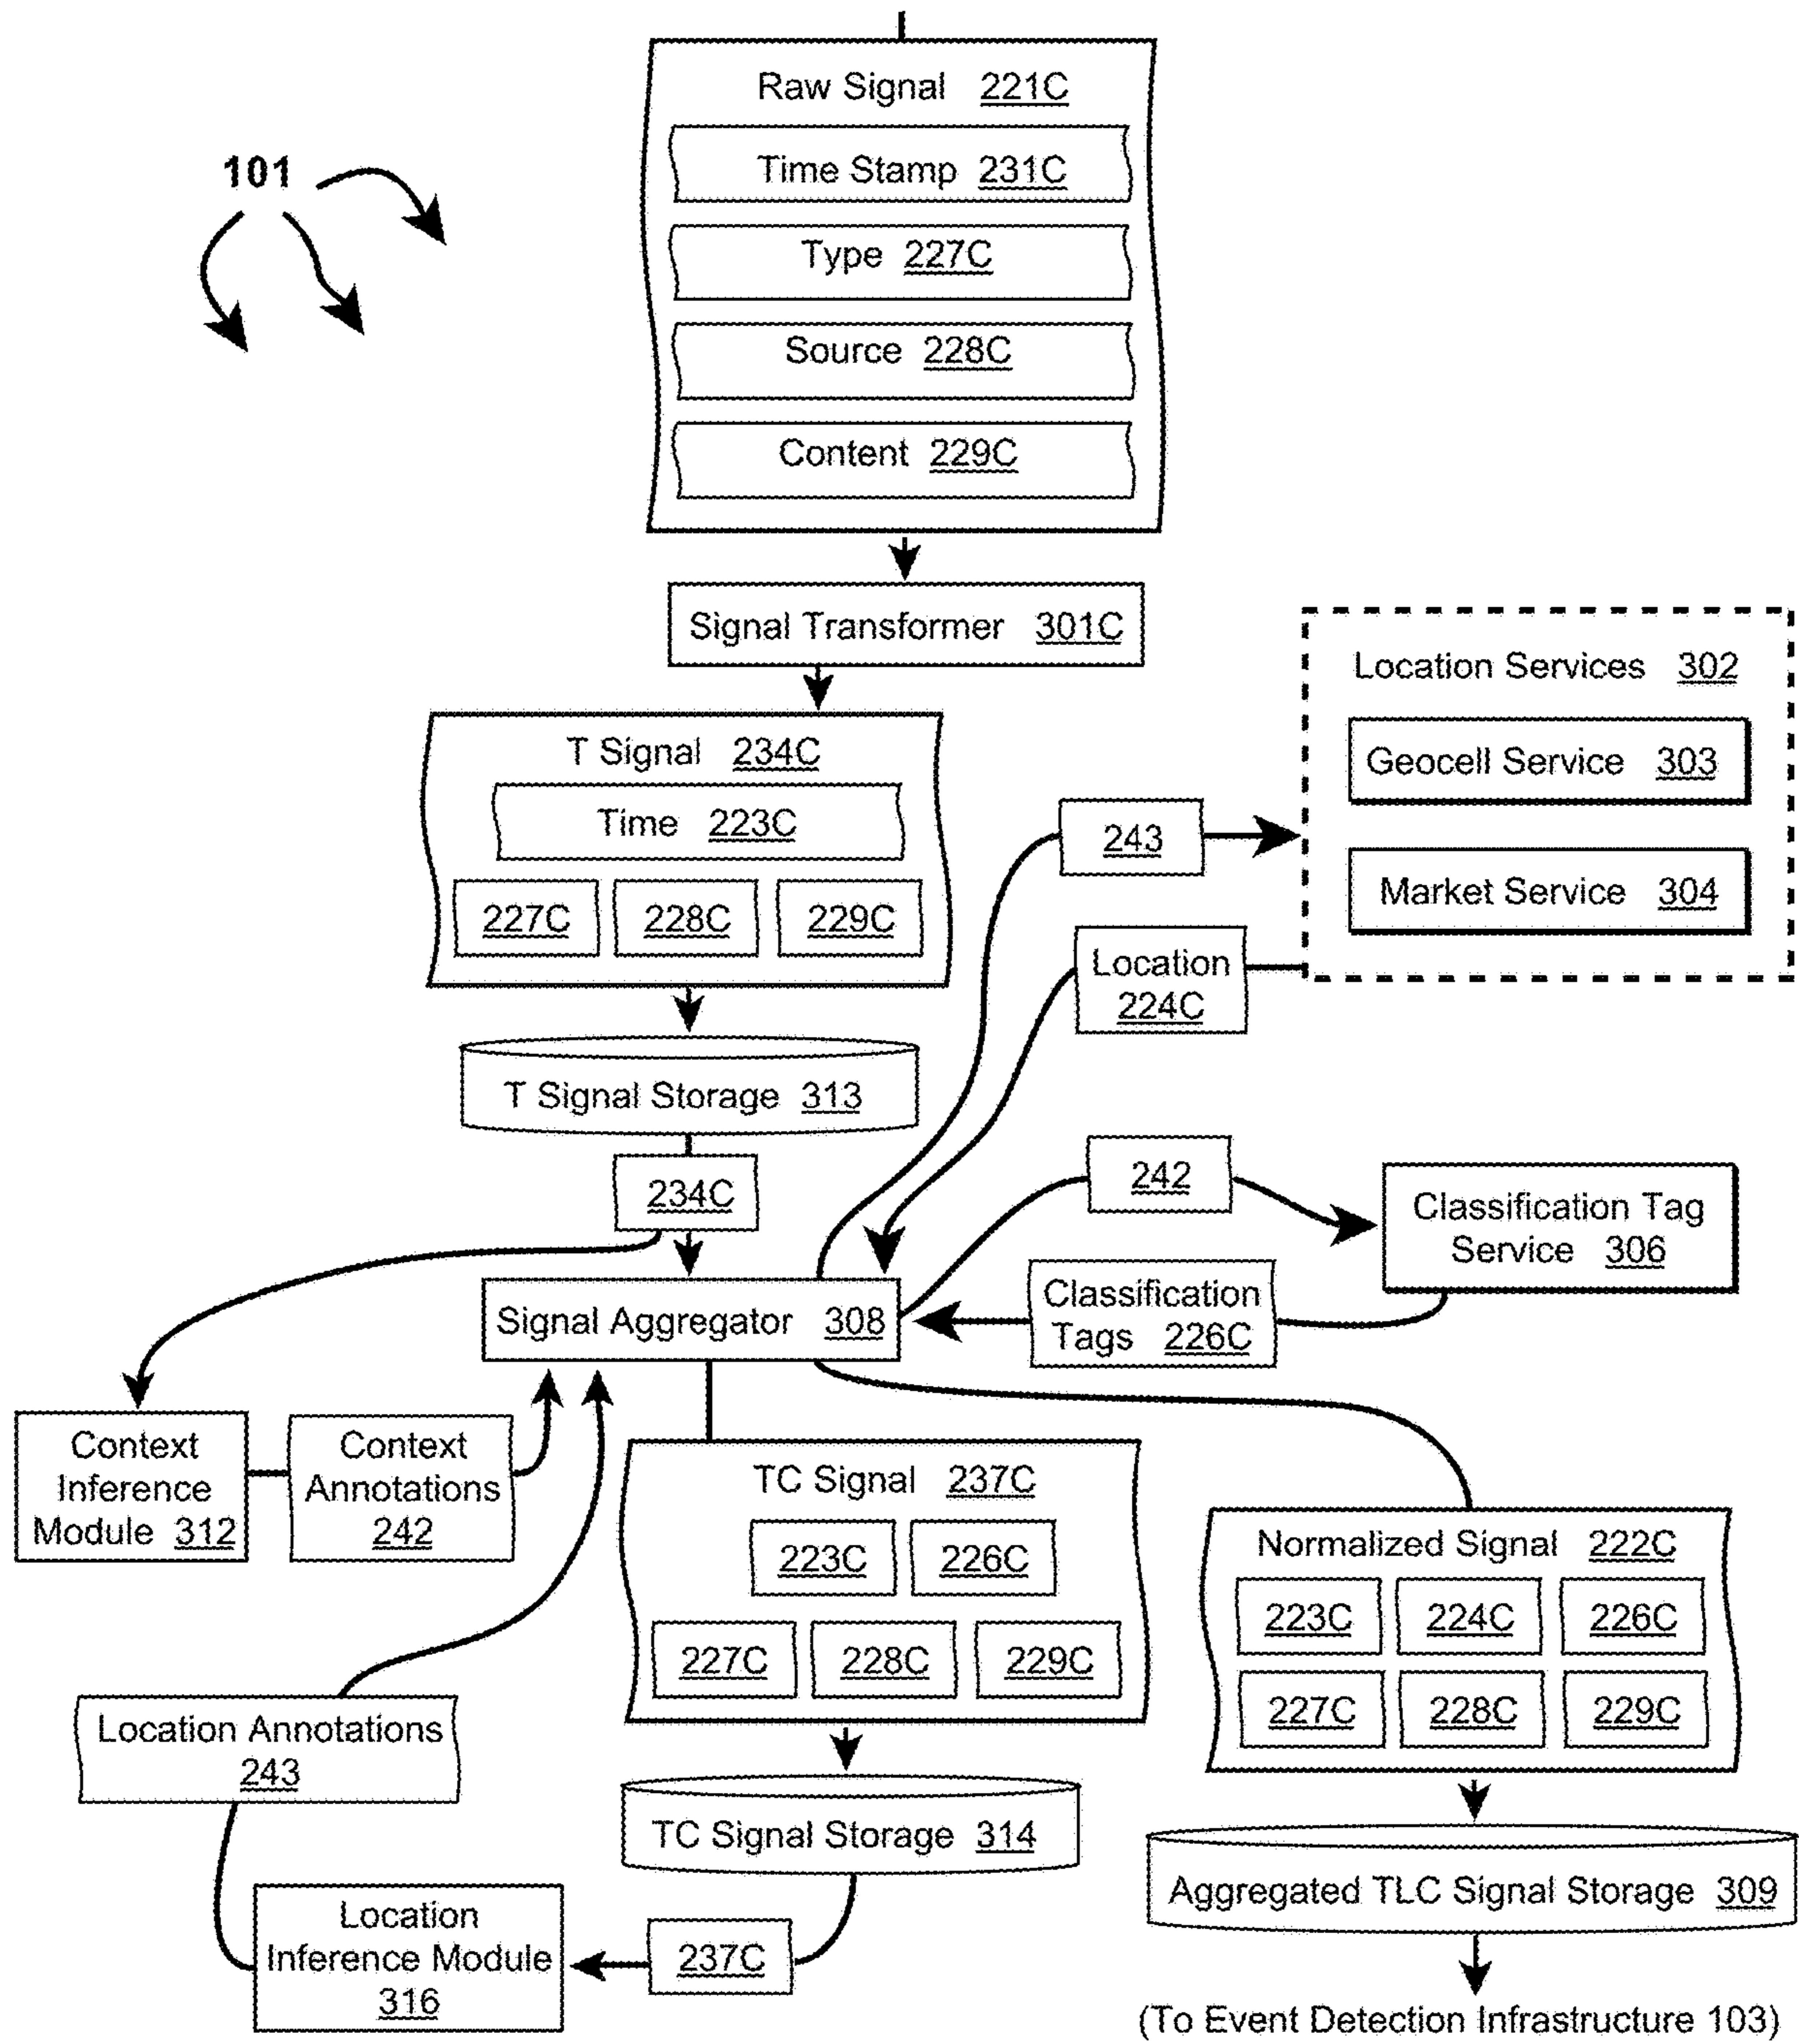 Raw Signal 221C
101
Time Stamp 231C
Type 227C
Source 228C
Content 229C
Signal Transformer 301C
Location Services 302
Geocell Service 303
Market Service 304
T Signal 234C
Time 223C
227C 228C 229C
243
Location
224C
T Signal Storage 313
234C
242
Classification Tag
Service 306
Classification
Tags 226C
Signal Aggregator 308
Context
Inference
Module 312
Context
Annotations
242
TC Signal 237C
223C 226C
227C 228C 229C
Normalized Signal 222C
223C 224C 226C
227C 228C 229C
Location Annotations
243
TC Signal Storage 314
Aggregated TLC Signal Storage 309
Location
Inference Module
316
237C
(To Event Detection Infrastructure 103)